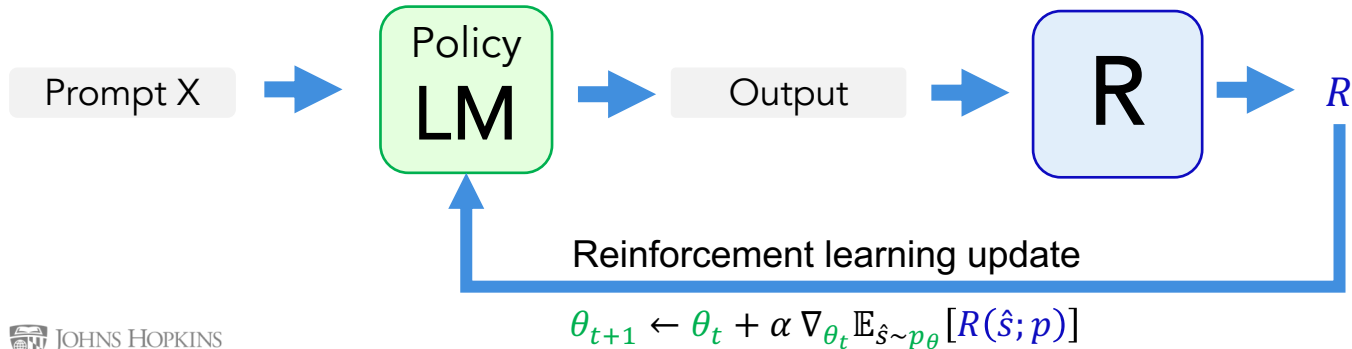 Prompt X
Policy
LM
Output
R
R
Reinforcement learning update
θ_{t+1} ← θ_t + α ∇_{θ_t} 𝔼_{ŝ~p_θ}[R(ŝ; p)]
JOHNS HOPKINS